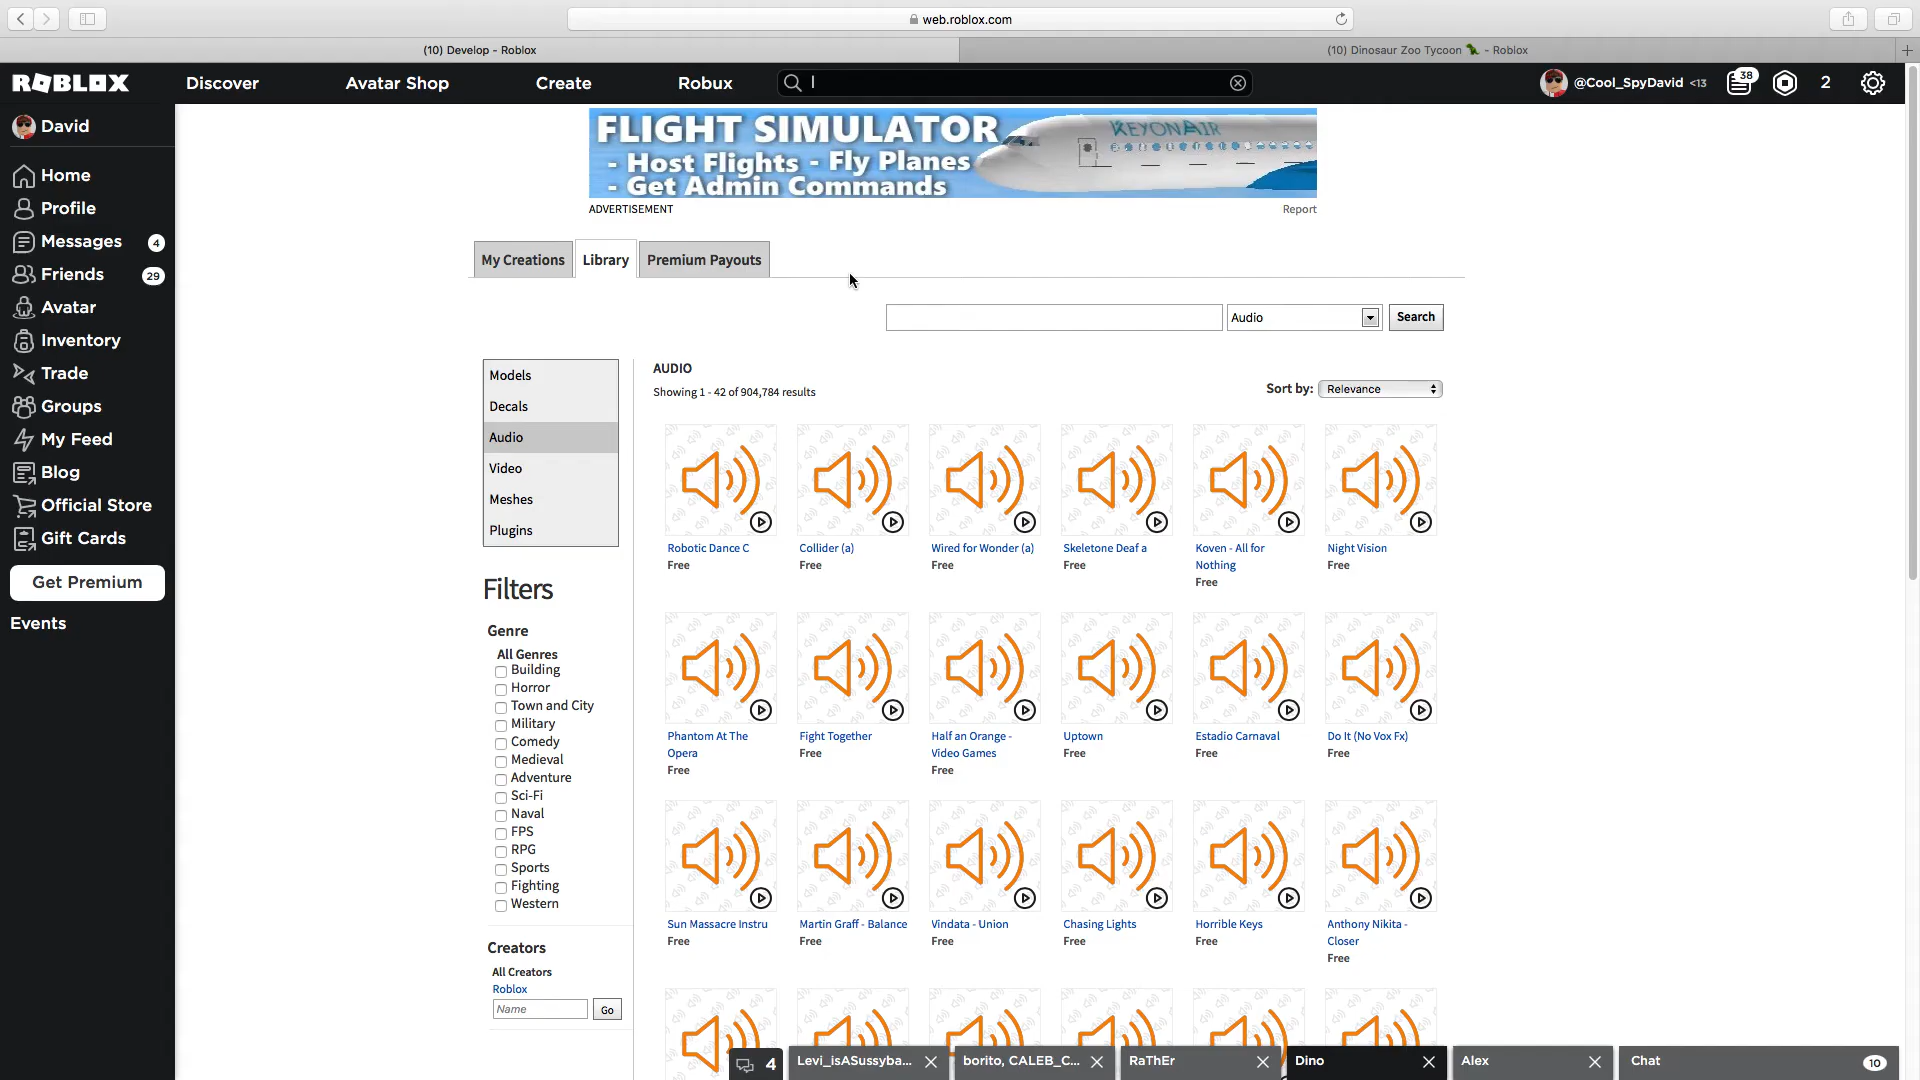 web.roblox.com
(10) Develop - Roblox
(10) Dinosaur Zoo Tycoon 🦖 - Roblox
ROBLOX
Discover
Avatar Shop
Create
Robux
@Cool_SpyDavid <13
38
2
David
Home
Profile
Messages 4
Friends 29
Avatar
Inventory
Trade
Groups
My Feed
Blog
Official Store
Gift Cards
Get Premium
Events
FLIGHT SIMULATOR
- Host Flights - Fly Planes
- Get Admin Commands
KEYONAIR
ADVERTISEMENT
Report
My Creations
Library
Premium Payouts
Audio
Search
Models
Decals
Audio
Video
Meshes
Plugins
Filters
Genre
All Genres
Building
Horror
Town and City
Military
Comedy
Medieval
Adventure
Sci-Fi
Naval
FPS
RPG
Sports
Fighting
Western
Creators
All Creators
Roblox
Name
Go
AUDIO
Showing 1 - 42 of 904,784 results
Sort by: Relevance
Robotic Dance C
Free
Collider (a)
Free
Wired for Wonder (a)
Free
Skeletone Deaf a
Free
Koven - All for
Nothing
Free
Night Vision
Free
Phantom At The
Opera
Free
Fight Together
Free
Half an Orange -
Video Games
Free
Uptown
Free
Estadio Carnaval
Free
Do It (No Vox Fx)
Free
Sun Massacre Instru
Free
Martin Graff - Balance
Free
Vindata - Union
Free
Chasing Lights
Free
Horrible Keys
Free
Anthony Nikita -
Closer
Free
4
Levi_isASussyba...
borito, CALEB_C...
RaThEr
Dino
Alex
Chat
10